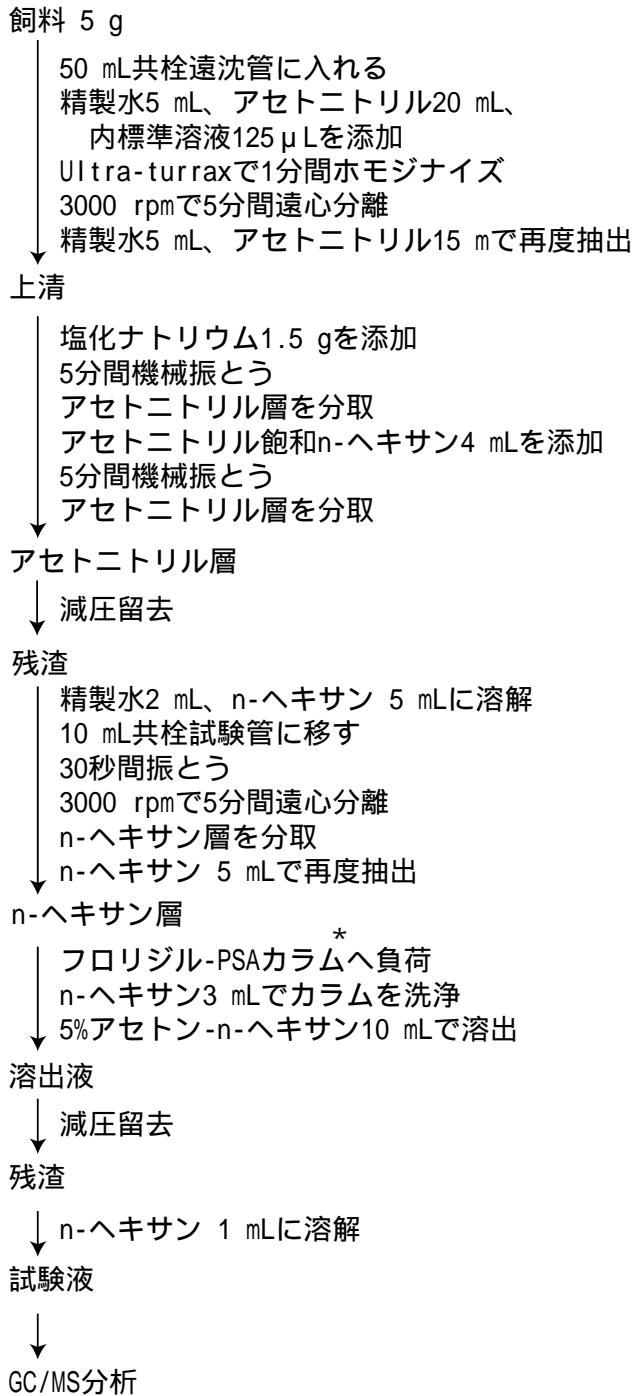 飼料 5 g
50 mL共栓遠沈管に入れる
精製水5 mL、アセトニトリル20 mL、
内標準溶液125μLを添加
Ultra-turraxで1分間ホモジナイズ
3000 rpmで5分間遠心分離
精製水5 mL、アセトニトリル15 mで再度抽出
上清
塩化ナトリウム1.5 gを添加
5分間機械振とう
アセトニトリル層を分取
アセトニトリル飽和n-ヘキサン4 mLを添加
5分間機械振とう
アセトニトリル層を分取
アセトニトリル層
減圧留去
残渣
精製水2 mL、n-ヘキサン 5 mLに溶解
10 mL共栓試験管に移す
30秒間振とう
3000 rpmで5分間遠心分離
n-ヘキサン層を分取
n-ヘキサン 5 mLで再度抽出
n-ヘキサン層
フロリジル-PSAカラム*へ負荷
n-ヘキサン3 mLでカラムを洗浄
5%アセトン-n-ヘキサン10 mLで溶出
溶出液
減圧留去
残渣
n-ヘキサン 1 mLに溶解
試験液
GC/MS分析